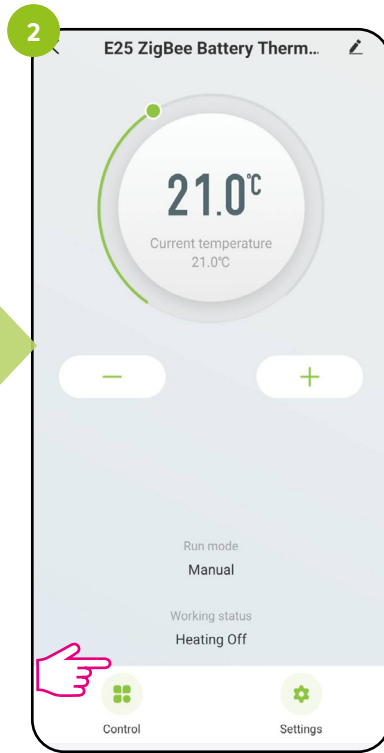 2
E25 ZigBee Battery Therm...
21.0℃
Current temperature
21.0℃
Run mode
Manual
Working status
Heating Off
Control
Settings